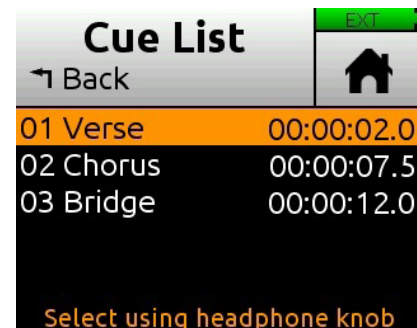 Cue List
EXT
Back
01 Verse 00:00:02.0
02 Chorus 00:00:07.5
03 Bridge 00:00:12.0
Select using headphone knob